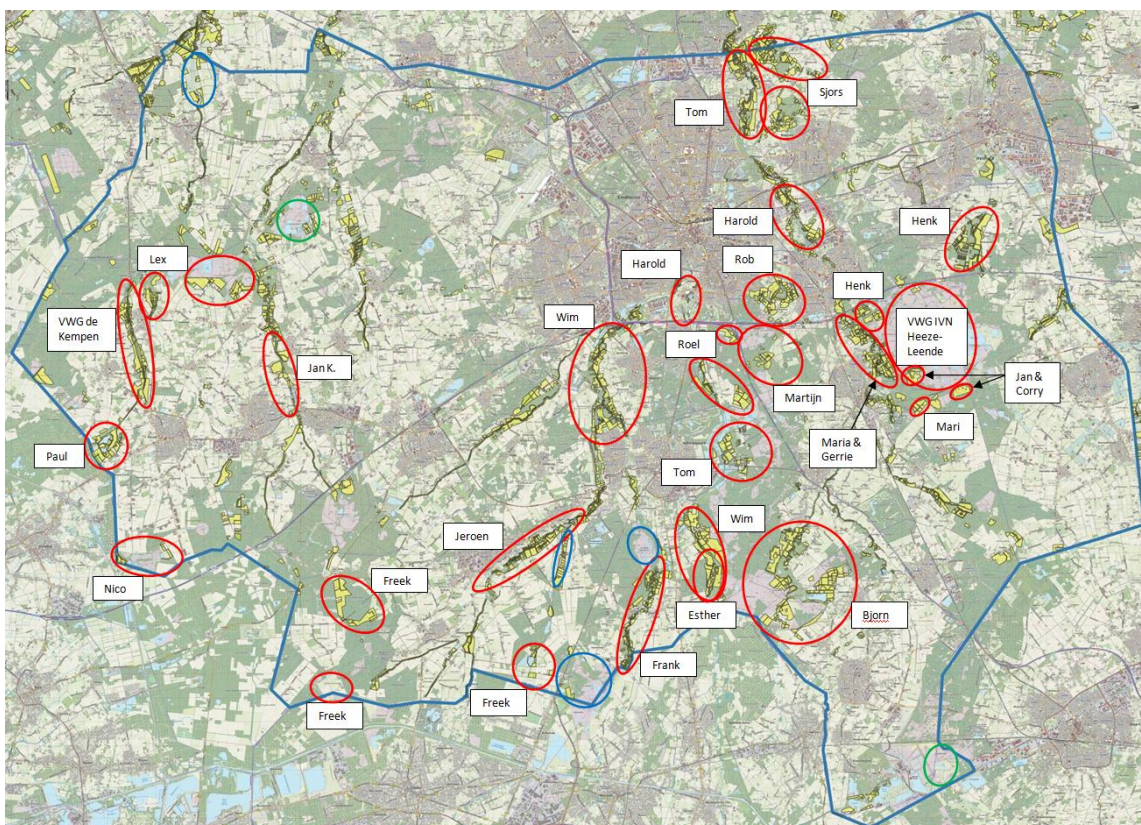 Tom
Sjors
Harold
Henk
Lex
Harold
Rob
Henk
VWG de
Kempen
Wim
VWG IVN
Heeze-
Leende
Roel
Jan K.
Martijn
Jan &
Corry
Mari
Paul
Maria &
Gerrie
Tom
Wim
Jeroen
Nico
Freek
Esther
Bjorn
Frank
Freek
Freek